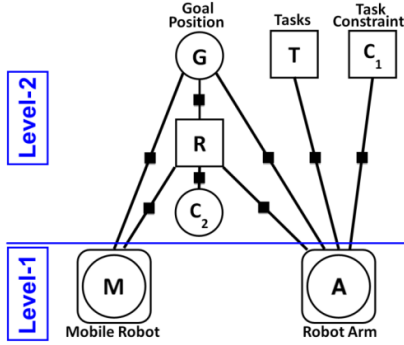 Goal
Position
Tasks
Task
Constraint
G
T
C1
R
C2
Level-2
Level-1
M
A
Mobile Robot
Robot Arm